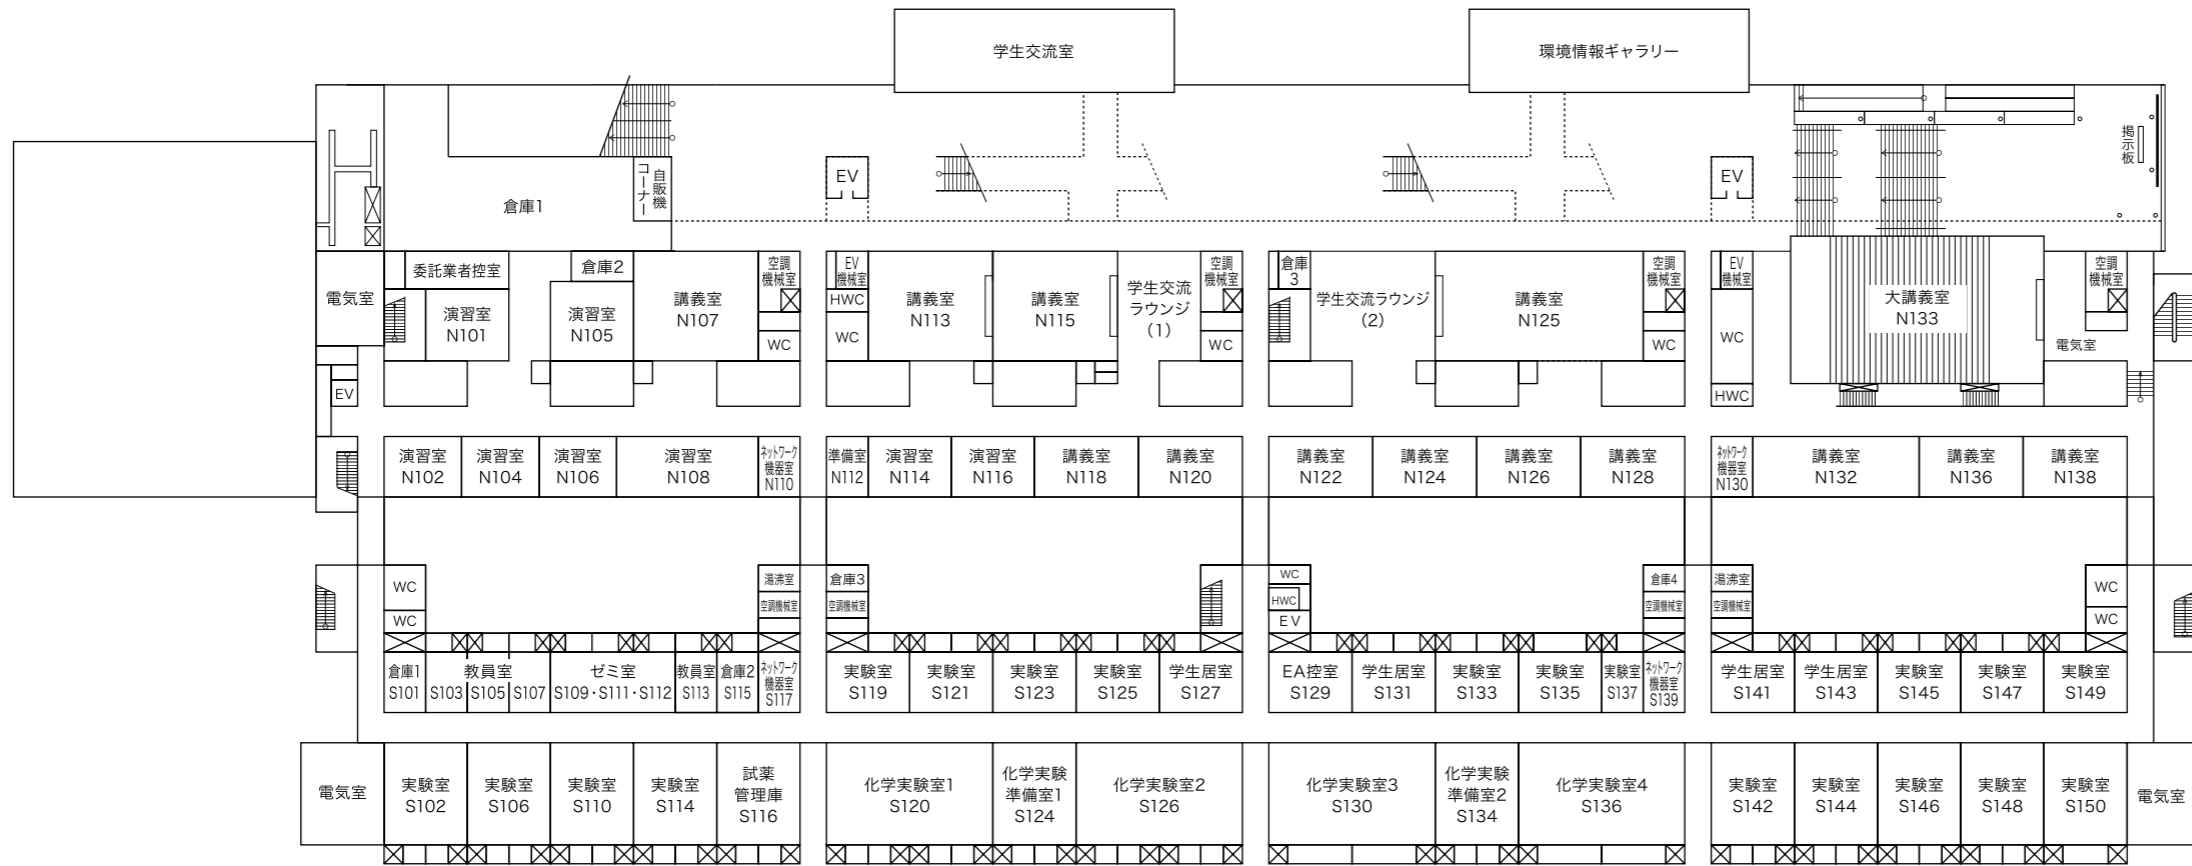 学生交流室
環境情報ギャラリー
掲示板
自販機
コーナー
EV
EV
倉庫1
委託業者控室
倉庫2
空調
機械室
EV
機械室
空調
機械室
倉庫
3
空調
機械室
EV
機械室
空調
機械室
電気室
演習室
N101
演習室
N105
講義室
N107
HWC
講義室
N113
講義室
N115
学生交流
ラウンジ
(1)
学生交流ラウンジ
(2)
講義室
N125
大講義室
N133
WC
WC
WC
WC
WC
電気室
EV
HWC
演習室
N102
演習室
N104
演習室
N106
演習室
N108
ネットワーク
機器室
N110
準備室
N112
演習室
N114
演習室
N116
講義室
N118
講義室
N120
講義室
N122
講義室
N124
講義室
N126
講義室
N128
ネットワーク
機器室
N130
講義室
N132
講義室
N136
講義室
N138
WC
WC
湯沸室
空調機械室
倉庫3
空調機械室
WC
HWC
EV
倉庫4
空調機械室
湯沸室
空調機械室
WC
WC
倉庫1
S101
教員室
S103 S105 S107
ゼミ室
S109・S111・S112
教員室
S113
倉庫2
S115
ネットワーク
機器室
S117
実験室
S119
実験室
S121
実験室
S123
実験室
S125
学生居室
S127
EA控室
S129
学生居室
S131
実験室
S133
実験室
S135
実験室
S137
ネットワーク
機器室
S139
学生居室
S141
学生居室
S143
実験室
S145
実験室
S147
実験室
S149
電気室
実験室
S102
実験室
S106
実験室
S110
実験室
S114
試薬
管理庫
S116
化学実験室1
S120
化学実験
準備室1
S124
化学実験室2
S126
化学実験室3
S130
化学実験
準備室2
S134
化学実験室4
S136
実験室
S142
実験室
S144
実験室
S146
実験室
S148
実験室
S150
電気室